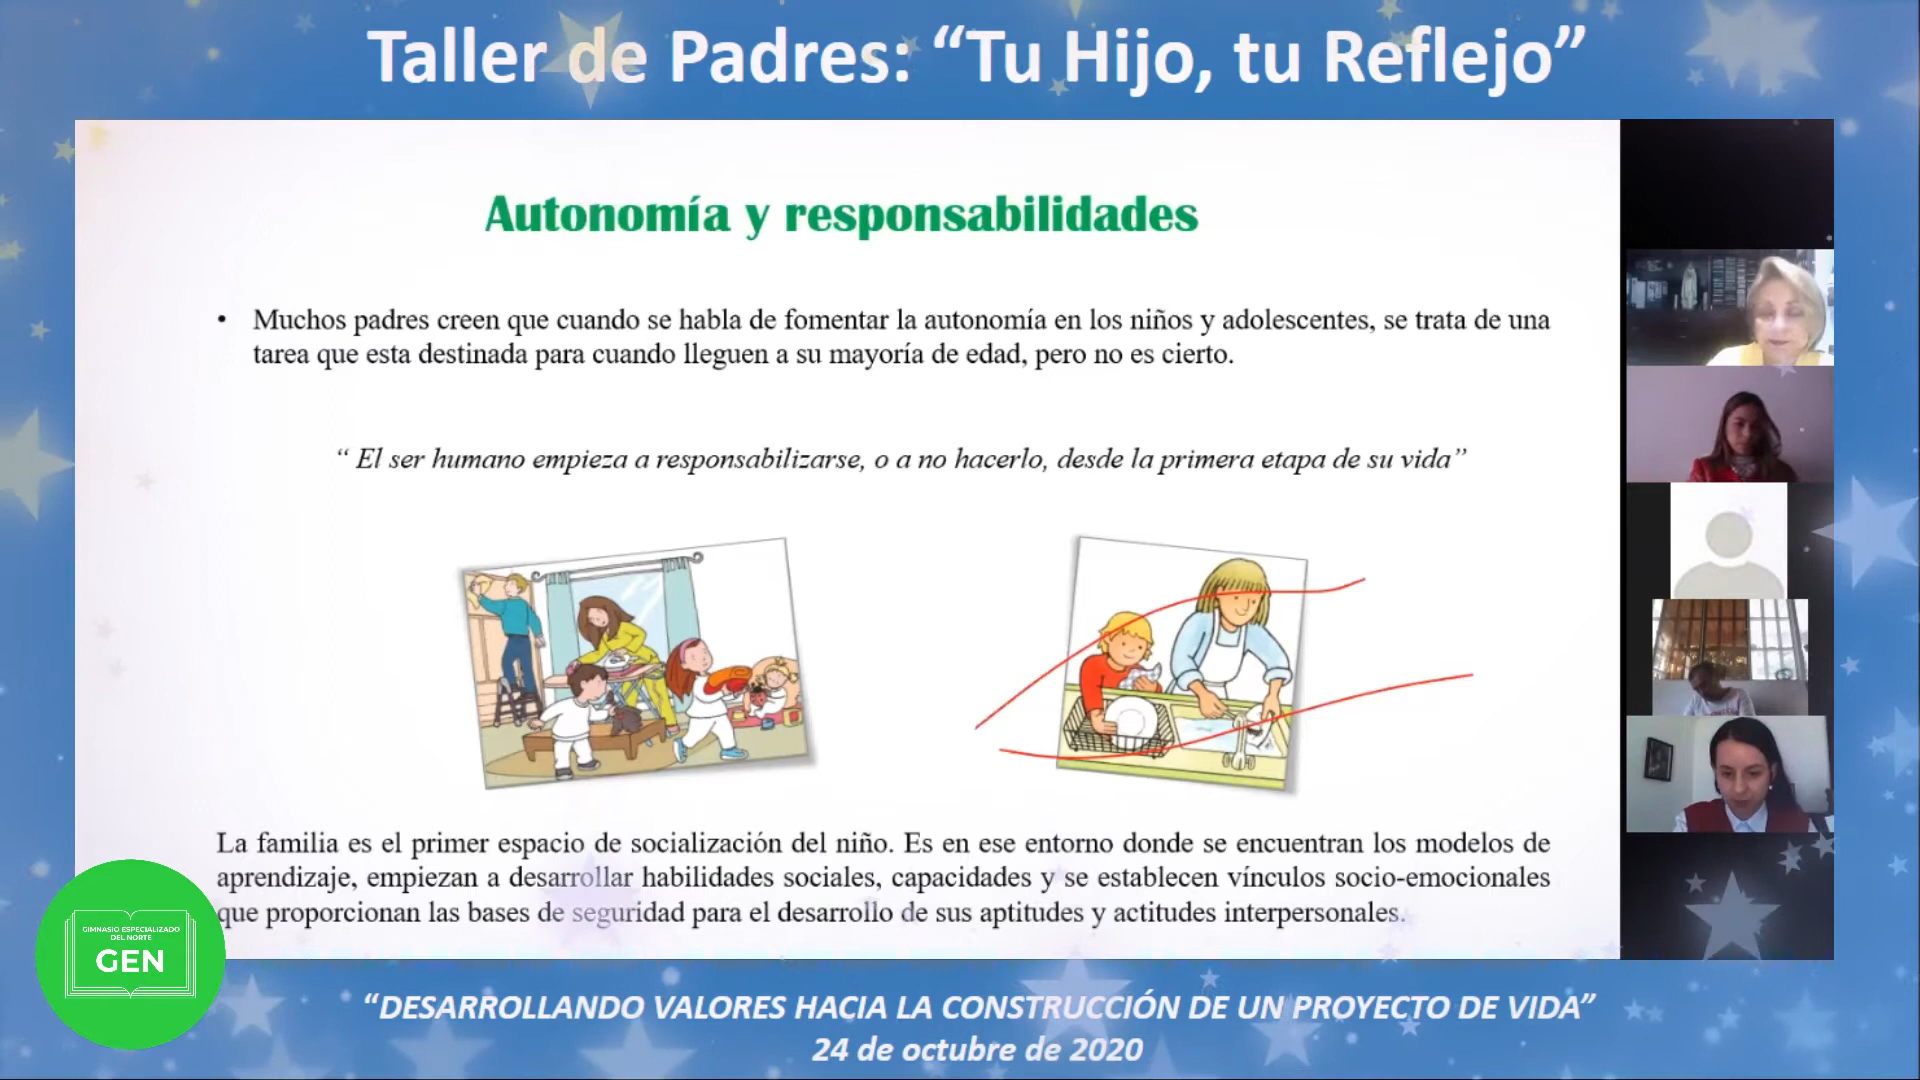 Taller de Padres: “Tu Hijo, tu Reflejo”
Autonomía y responsabilidades
• Muchos padres creen que cuando se habla de fomentar la autonomía en los niños y adolescentes, se trata de una
tarea que esta destinada para cuando lleguen a su mayoría de edad, pero no es cierto.
“ El ser humano empieza a responsabilizarse, o a no hacerlo, desde la primera etapa de su vida”
La familia es el primer espacio de socialización del niño. Es en ese entorno donde se encuentran los modelos de
aprendizaje, empiezan a desarrollar habilidades sociales, capacidades y se establecen vínculos socio-emocionales
que proporcionan las bases de seguridad para el desarrollo de sus aptitudes y actitudes interpersonales.
GIMNASIO ESPECIALIZADO
DEL NORTE
GEN
“DESARROLLANDO VALORES HACIA LA CONSTRUCCIÓN DE UN PROYECTO DE VIDA”
24 de octubre de 2020